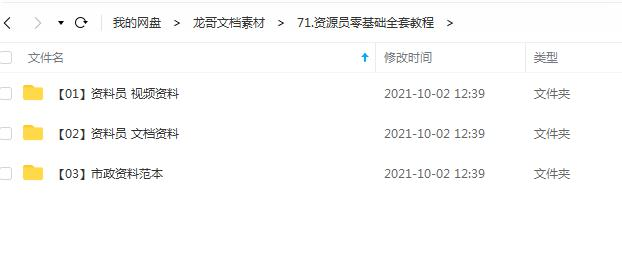 我的网盘 > 龙哥文档素材 > 71.资源员零基础全套教程 >
文件名 修改时间 类型
【01】资料员 视频资料 2021-10-02 12:39 文件夹
【02】资料员 文档资料 2021-10-02 12:39 文件夹
【03】市政资料范本 2021-10-02 12:39 文件夹